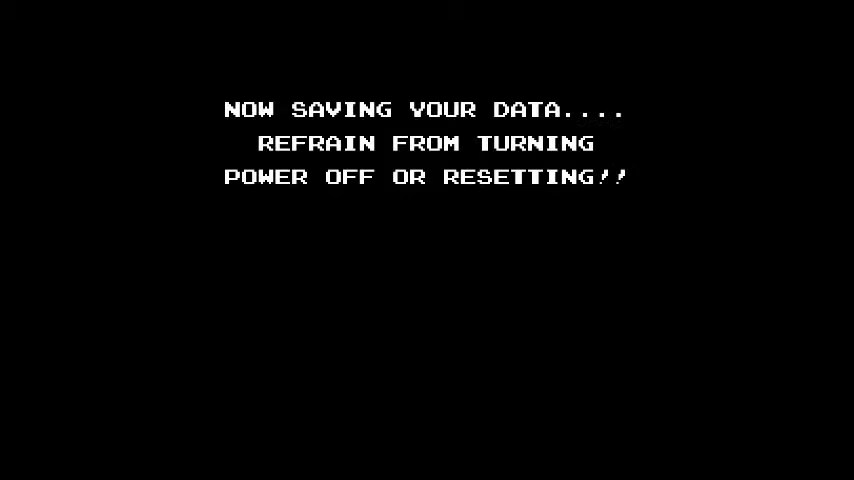 NOW SAVING YOUR DATA....
REFRAIN FROM TURNING
POWER OFF OR RESETTING!!